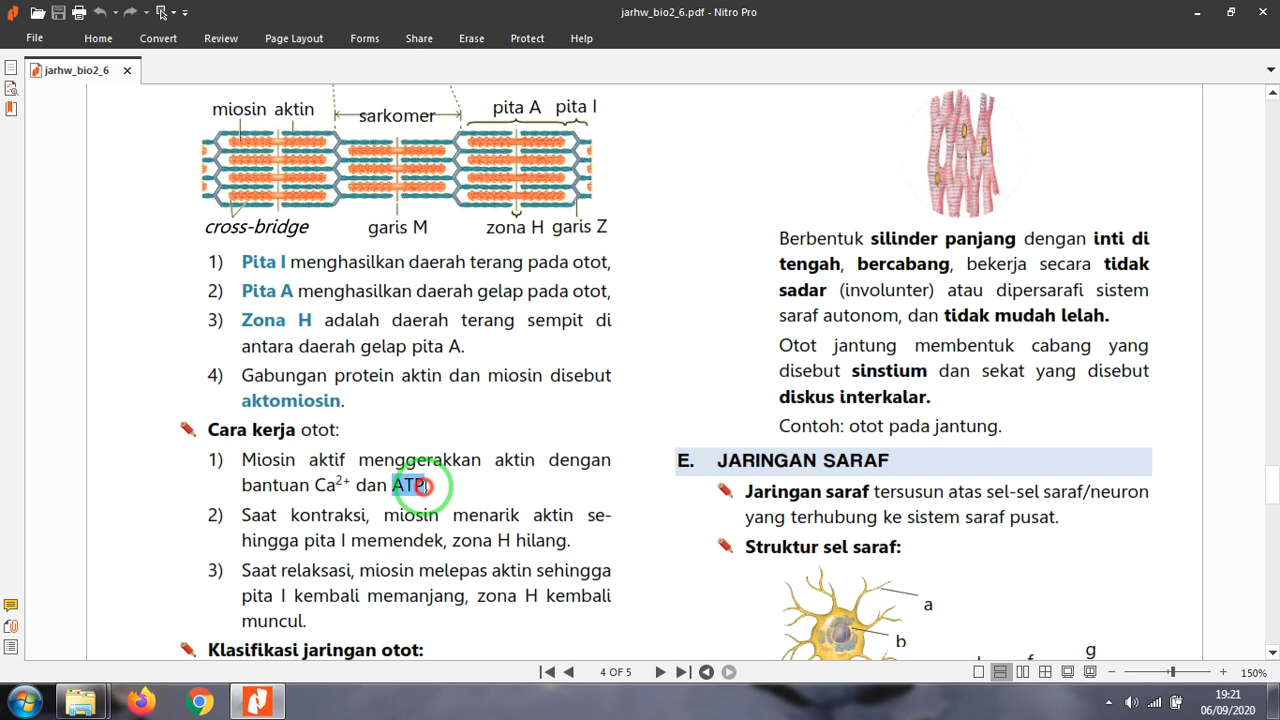 jarhw_bio2_6.pdf - Nitro Pro
File Home Convert Review Page Layout Forms Share Erase Protect Help
jarhw_bio2_6
miosin aktin
sarkomer
pita A pita I
cross-bridge
garis M
zona H garis Z
1) Pita I menghasilkan daerah terang pada otot,
2) Pita A menghasilkan daerah gelap pada otot,
3) Zona H adalah daerah terang sempit di
antara daerah gelap pita A.
4) Gabungan protein aktin dan miosin disebut
aktomiosin.
Cara kerja otot:
1) Miosin aktif menggerakkan aktin dengan
bantuan Ca²⁺ dan ATP.
2) Saat kontraksi, miosin menarik aktin se-
hingga pita I memendek, zona H hilang.
3) Saat relaksasi, miosin melepas aktin sehingga
pita I kembali memanjang, zona H kembali
muncul.
Klasifikasi jaringan otot:
Berbentuk silinder panjang dengan inti di
tengah, bercabang, bekerja secara tidak
sadar (involunter) atau dipersarafi sistem
saraf autonom, dan tidak mudah lelah.
Otot jantung membentuk cabang yang
disebut sinstium dan sekat yang disebut
diskus interkalar.
Contoh: otot pada jantung.
E. JARINGAN SARAF
Jaringan saraf tersusun atas sel-sel saraf/neuron
yang terhubung ke sistem saraf pusat.
Struktur sel saraf:
a
b
g
4 OF 5
150%
19:21
06/09/2020